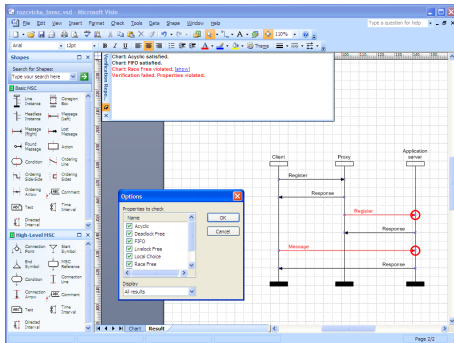 rozcvicka_3msc.vsd - Microsoft Visio
File Edit View Insert Format Check Tools Data Shape Window Help
Type a question for help
110%
Arial 12pt
B I U
Theme
Shapes
Search for Shapes:
Type your search here
Basic MSC
Line Instance
Coregion Box
Headless Instance
Message (left)
Message (right)
Lost Message
Found Message
Action
Condition
Ordering Line
Ordering Side-Side
Ordering Sides
Ordering Arrow
Comment
Text
Time Interval
Directed Interval
High-Level MSC
Connection Point
Start Symbol
End Symbol
MSC Reference
Condition
Connection Line
Connection Arrow
Comment
Text
Time Interval
Directed Interval
Verification Repo...
Chart: Acyclic satisfied.
Chart: FIFO satisfied.
Chart: Race Free violated. [show]
Verification failed. Properties violated.
Client
Proxy
Application
server
Register
Response
Register
Response
Message
Response
Options
Properties to check:
Name
Acyclic
Deadlock Free
FIFO
Livelock Free
Local Choice
Race Free
OK
Cancel
Display
All results
Chart Result
Page 2/2